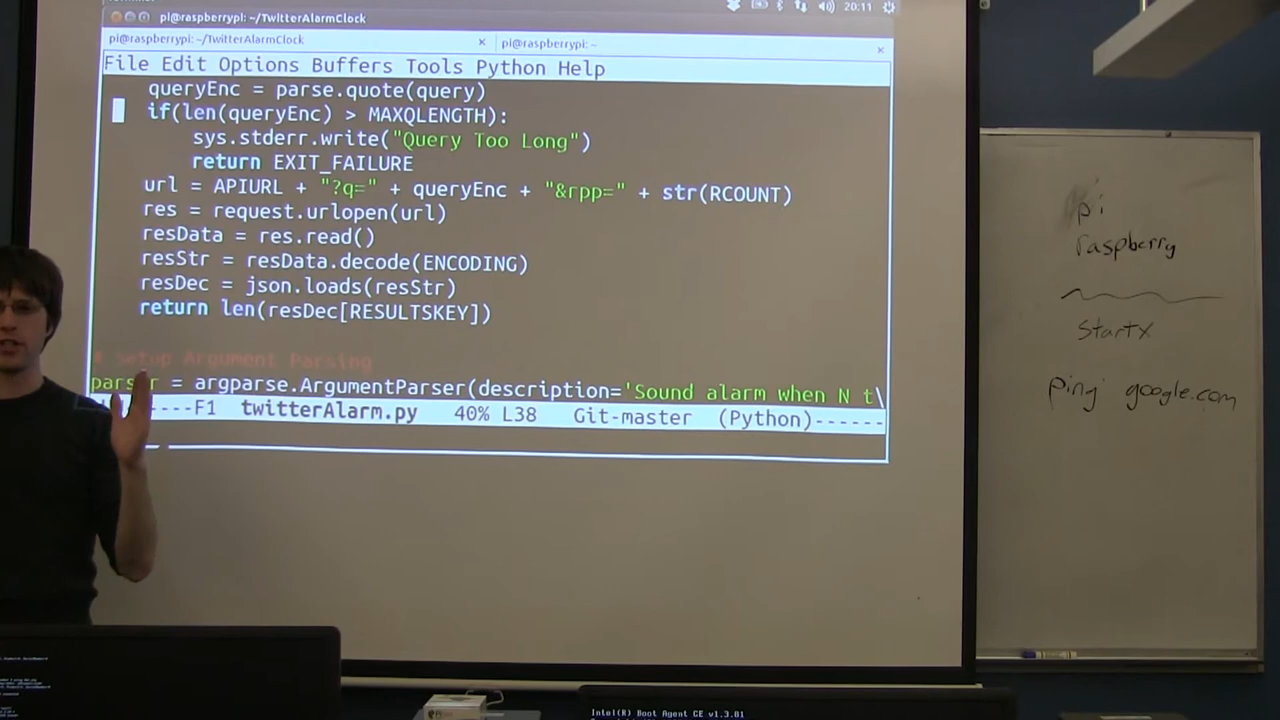 pi@raspberrypi: ~/TwitterAlarmClock
20:11
pi@raspberrypi: ~/TwitterAlarmClock × pi@raspberrypi: ~ ×
File Edit Options Buffers Tools Python Help
queryEnc = parse.quote(query)
if(len(queryEnc) > MAXQLENGTH):
sys.stderr.write("Query Too Long")
return EXIT_FAILURE
url = APIURL + "?q=" + queryEnc + "&rpp=" + str(RCOUNT)
res = request.urlopen(url)
resData = res.read()
resStr = resData.decode(ENCODING)
resDec = json.loads(resStr)
return len(resDec[RESULTSKEY])
# Setup Argument Parsing
parser = argparse.ArgumentParser(description='Sound alarm when N t\
----F1 twitterAlarm.py 40% L38 Git-master (Python)------
pi
raspberry
startx
ping google.com
Intel(R) Boot Agent GE v1.3.81